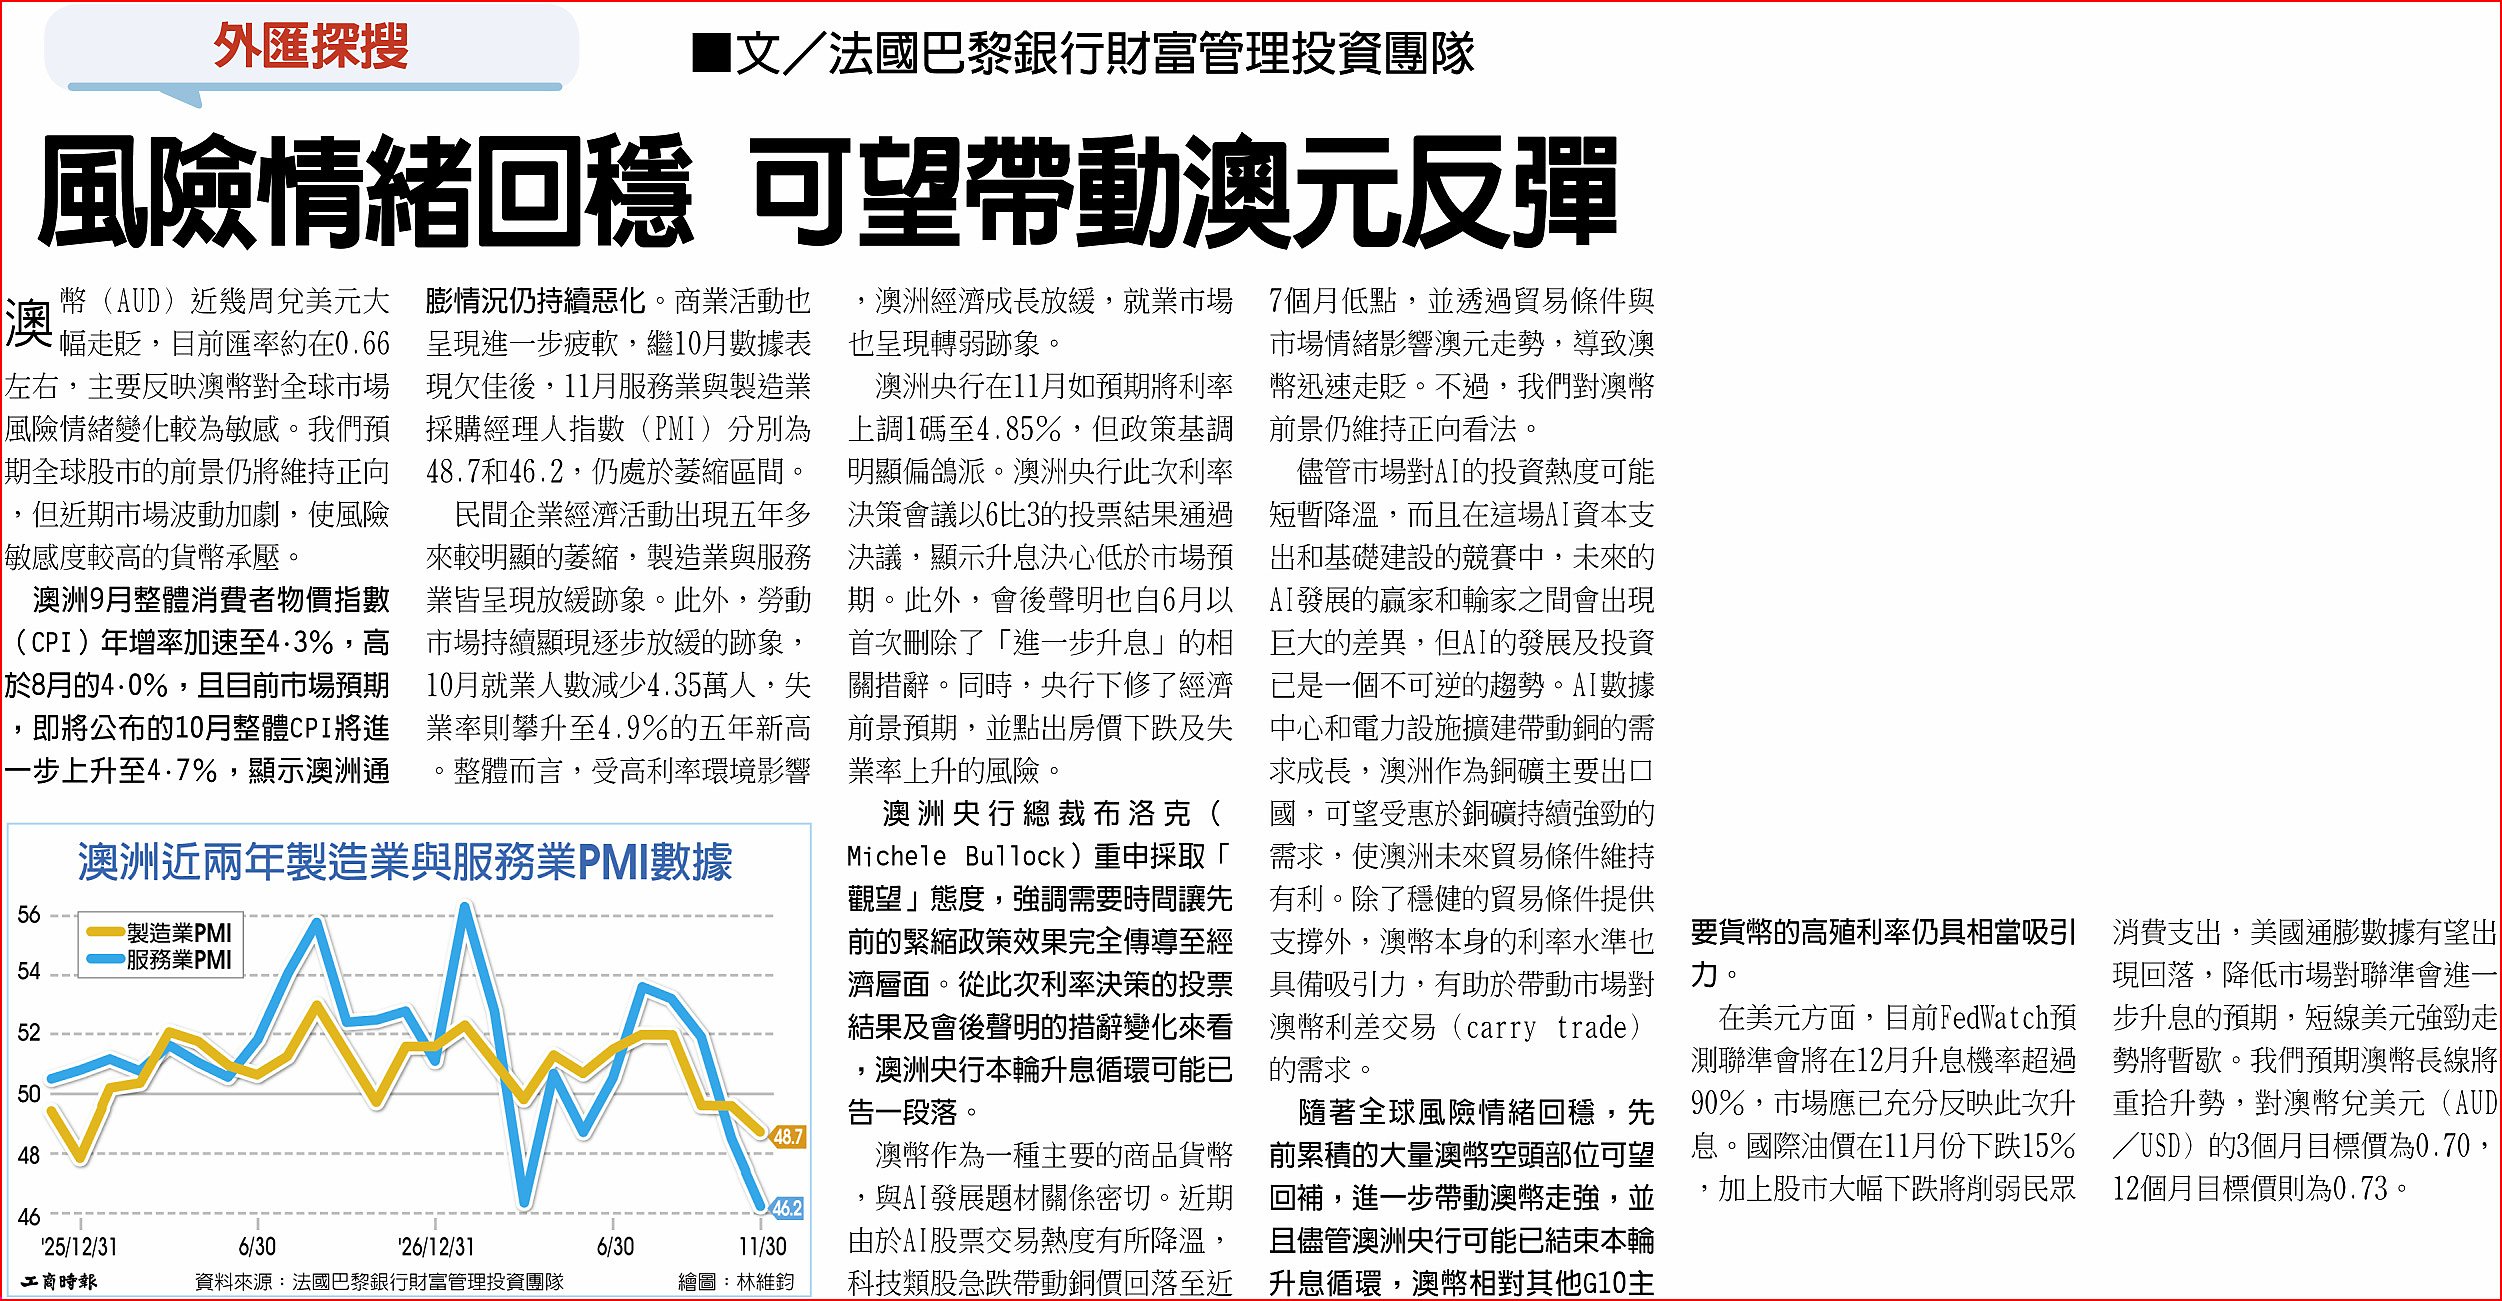 外匯探搜
■文／法國巴黎銀行財富管理投資團隊
風險情緒回穩 可望帶動澳元反彈
澳幣（AUD）近幾周兌美元大
幅走貶，目前匯率約在0.66
左右，主要反映澳幣對全球市場
風險情緒變化較為敏感。我們預
期全球股市的前景仍將維持正向
，但近期市場波動加劇，使風險
敏感度較高的貨幣承壓。
澳洲9月整體消費者物價指數
（CPI）年增率加速至4.3%，高
於8月的4.0%，且目前市場預期
，即將公布的10月整體CPI將進
一步上升至4.7%，顯示澳洲通
膨情況仍持續惡化。商業活動也
呈現進一步疲軟，繼10月數據表
現欠佳後，11月服務業與製造業
採購經理人指數（PMI）分別為
48.7和46.2，仍處於萎縮區間。
民間企業經濟活動出現五年多
來較明顯的萎縮，製造業與服務
業皆呈現放緩跡象。此外，勞動
市場持續顯現逐步放緩的跡象，
10月就業人數減少4.35萬人，失
業率則攀升至4.9%的五年新高
。整體而言，受高利率環境影響
，澳洲經濟成長放緩，就業市場
也呈現轉弱跡象。
澳洲央行在11月如預期將利率
上調1碼至4.85%，但政策基調
明顯偏鴿派。澳洲央行此次利率
決策會議以6比3的投票結果通過
決議，顯示升息決心低於市場預
期。此外，會後聲明也自6月以
首次刪除了「進一步升息」的相
關措辭。同時，央行下修了經濟
前景預期，並點出房價下跌及失
業率上升的風險。
澳洲央行總裁布洛克（
Michele Bullock）重申採取「
觀望」態度，強調需要時間讓先
前的緊縮政策效果完全傳導至經
濟層面。從此次利率決策的投票
結果及會後聲明的措辭變化來看
，澳洲央行本輪升息循環可能已
告一段落。
澳幣作為一種主要的商品貨幣
，與AI發展題材關係密切。近期
由於AI股票交易熱度有所降溫，
科技類股急跌帶動銅價回落至近
7個月低點，並透過貿易條件與
市場情緒影響澳元走勢，導致澳
幣迅速走貶。不過，我們對澳幣
前景仍維持正向看法。
儘管市場對AI的投資熱度可能
短暫降溫，而且在這場AI資本支
出和基礎建設的競賽中，未來的
AI發展的贏家和輸家之間會出現
巨大的差異，但AI的發展及投資
已是一個不可逆的趨勢。AI數據
中心和電力設施擴建帶動銅的需
求成長，澳洲作為銅礦主要出口
國，可望受惠於銅礦持續強勁的
需求，使澳洲未來貿易條件維持
有利。除了穩健的貿易條件提供
支撐外，澳幣本身的利率水準也
具備吸引力，有助於帶動市場對
澳幣利差交易（carry trade）
的需求。
隨著全球風險情緒回穩，先
前累積的大量澳幣空頭部位可望
回補，進一步帶動澳幣走強，並
且儘管澳洲央行可能已結束本輪
升息循環，澳幣相對其他G10主
要貨幣的高殖利率仍具相當吸引
力。
在美元方面，目前FedWatch預
測聯準會將在12月升息機率超過
90%，市場應已充分反映此次升
息。國際油價在11月份下跌15%
，加上股市大幅下跌將削弱民眾
消費支出，美國通膨數據有望出
現回落，降低市場對聯準會進一
步升息的預期，短線美元強勁走
勢將暫歇。我們預期澳幣長線將
重拾升勢，對澳幣兌美元（AUD
／USD）的3個月目標價為0.70，
12個月目標價則為0.73。
澳洲近兩年製造業與服務業PMI數據
製造業PMI
服務業PMI
56
54
52
50
48
46
48.7
46.2
'25/12/31 6/30 '26/12/31 6/30 11/30
工商時報 資料來源：法國巴黎銀行財富管理投資團隊 繪圖：林維鈞